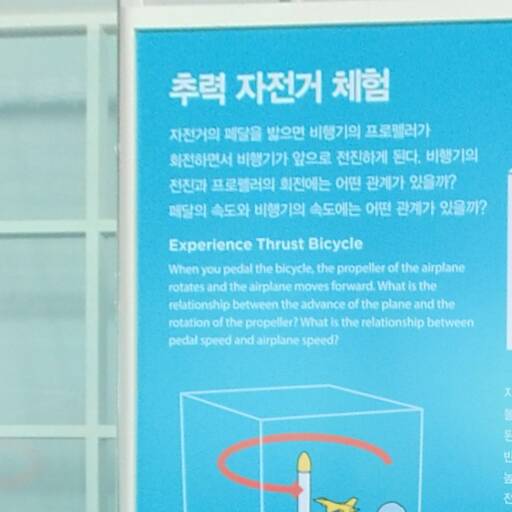 추력 자전거 체험
자전거의 페달을 밟으면 비행기의 프로펠러가
회전하면서 비행기가 앞으로 전진하게 된다. 비행기의
전진과 프로펠러의 회전에는 어떤 관계가 있을까?
페달의 속도와 비행기의 속도에는 어떤 관계가 있을까?
Experience Thrust Bicycle
When you pedal the bicycle, the propeller of the airplane
rotates and the airplane moves forward. What is the
relationship between the advance of the plane and the
rotation of the propeller? What is the relationship between
pedal speed and airplane speed?